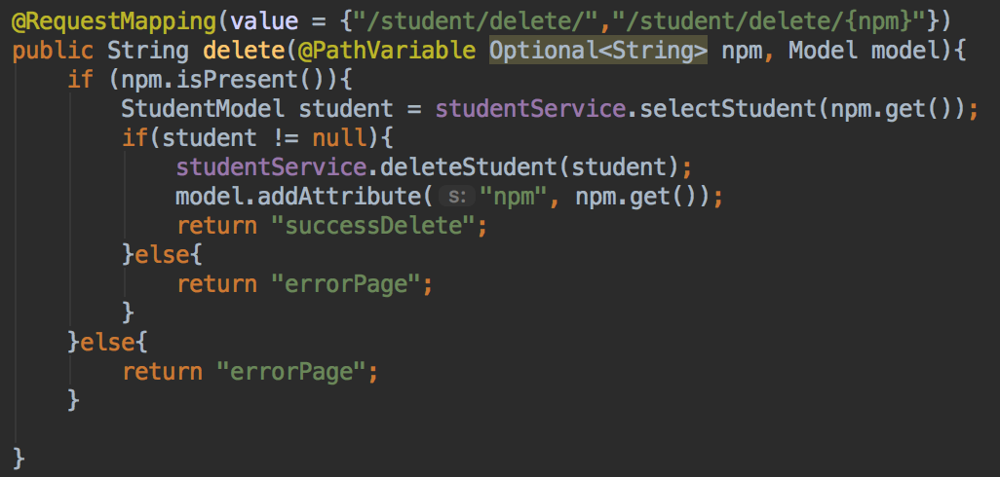 @RequestMapping(value = {"/student/delete/","/student/delete/{npm}"})
public String delete(@PathVariable Optional<String> npm, Model model){
    if (npm.isPresent()){
        StudentModel student = studentService.selectStudent(npm.get());
        if(student != null){
            studentService.deleteStudent(student);
            model.addAttribute( s: "npm", npm.get());
            return "successDelete";
        }else{
            return "errorPage";
        }
    }else{
        return "errorPage";
    }
}